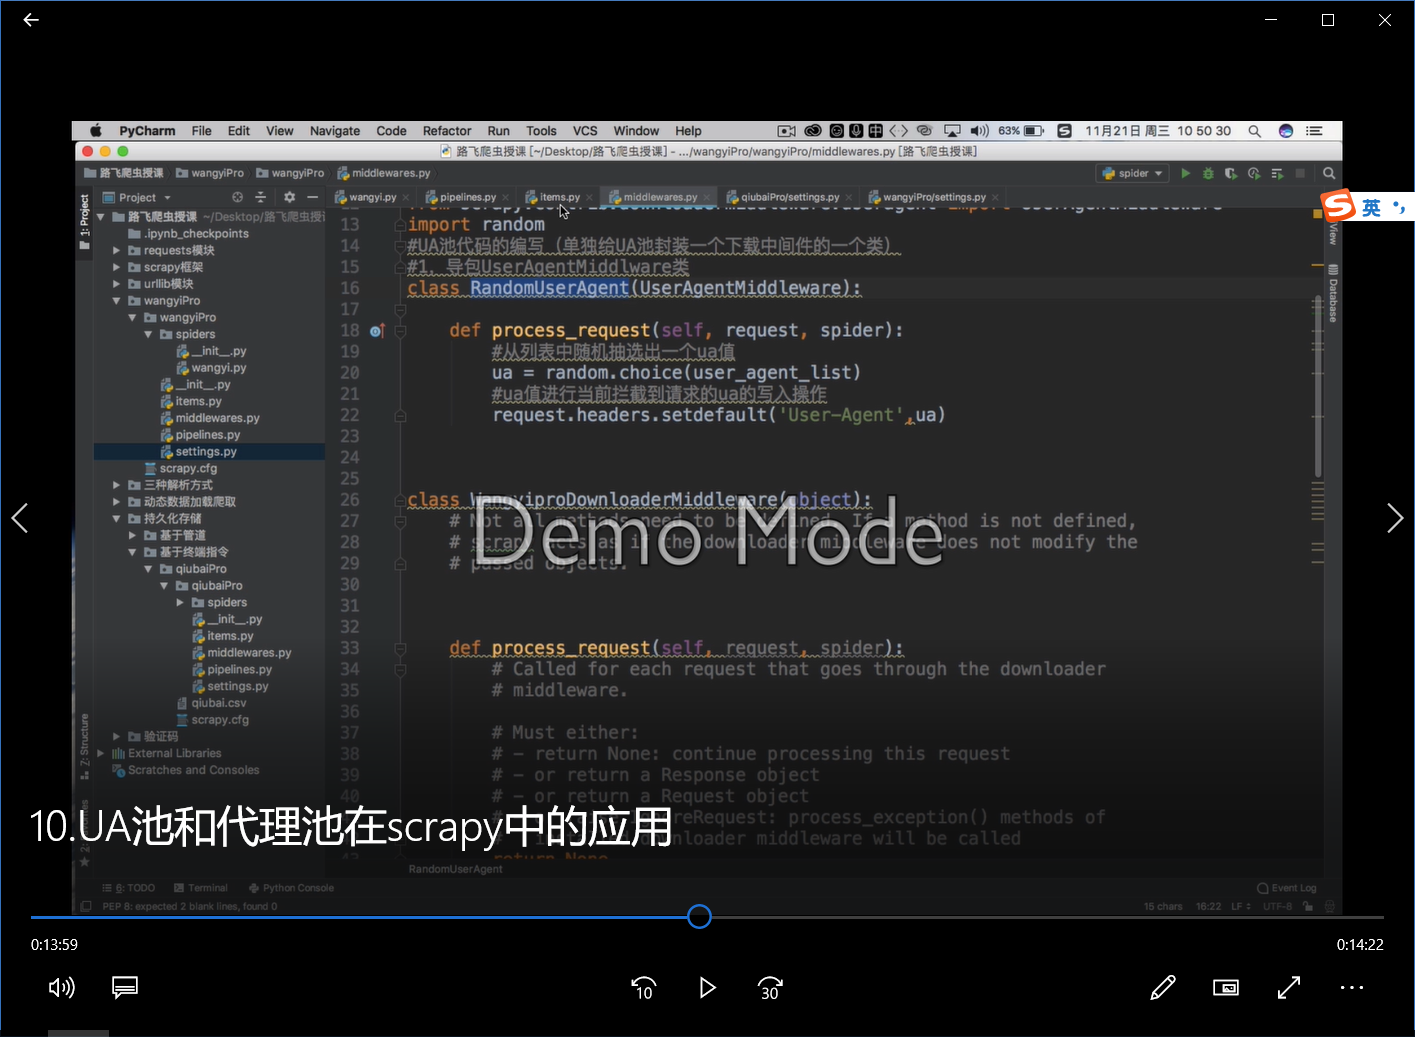 PyCharm File Edit View Navigate Code Refactor Run Tools VCS Window Help 63% 11月21日 周三 10 50 30
路飞爬虫授课 [~/Desktop/路飞爬虫授课] - .../wangyiPro/wangyiPro/middlewares.py [路飞爬虫授课]
路飞爬虫授课 wangyiPro wangyiPro middlewares.py spider
Project wangyi.py pipelines.py items.py middlewares.py qiubaiPro/settings.py wangyiPro/settings.py
1: Project
View
Database
英
路飞爬虫授课 ~/Desktop/路飞爬虫授
.ipynb_checkpoints
requests模块
scrapy框架
urllib模块
wangyiPro
wangyiPro
spiders
__init__.py
wangyi.py
__init__.py
items.py
middlewares.py
pipelines.py
settings.py
scrapy.cfg
三种解析方式
动态数据加载爬取
持久化存储
基于管道
基于终端指令
qiubaiPro
qiubaiPro
spiders
__init__.py
items.py
middlewares.py
pipelines.py
settings.py
qiubai.csv
scrapy.cfg
验证码
External Libraries
Scratches and Consoles
Z: Structure
13 import random
14 #UA池代码的编写（单独给UA池封装一个下载中间件的一个类）
15 #1，导包UserAgentMiddlware类
16 class RandomUserAgent(UserAgentMiddleware):
17
18 def process_request(self, request, spider):
19 #从列表中随机抽选出一个ua值
20 ua = random.choice(user_agent_list)
21 #ua值进行当前拦截到请求的ua的写入操作
22 request.headers.setdefault('User-Agent',ua)
23
24
25
26 class WangyiproDownloaderMiddleware(object):
27 # Not all methods need to be defined. If a method is not defined,
28 # scrapy acts as if the downloader middleware does not modify the
29 # passed objects.
30
31
32
33 def process_request(self, request, spider):
34 # Called for each request that goes through the downloader
35 # middleware.
36
37 # Must either:
38 # - return None: continue processing this request
39 # - or return a Response object
40 # - or return a Request object
process_exception() methods of
downloader middleware will be called
return None
Demo Mode
10.UA池和代理池在scrapy中的应用
RandomUserAgent
6: TODO Terminal Python Console Event Log
PEP 8: expected 2 blank lines, found 0 15 chars 16:22 LF UTF-8
0:13:59 0:14:22
10 30